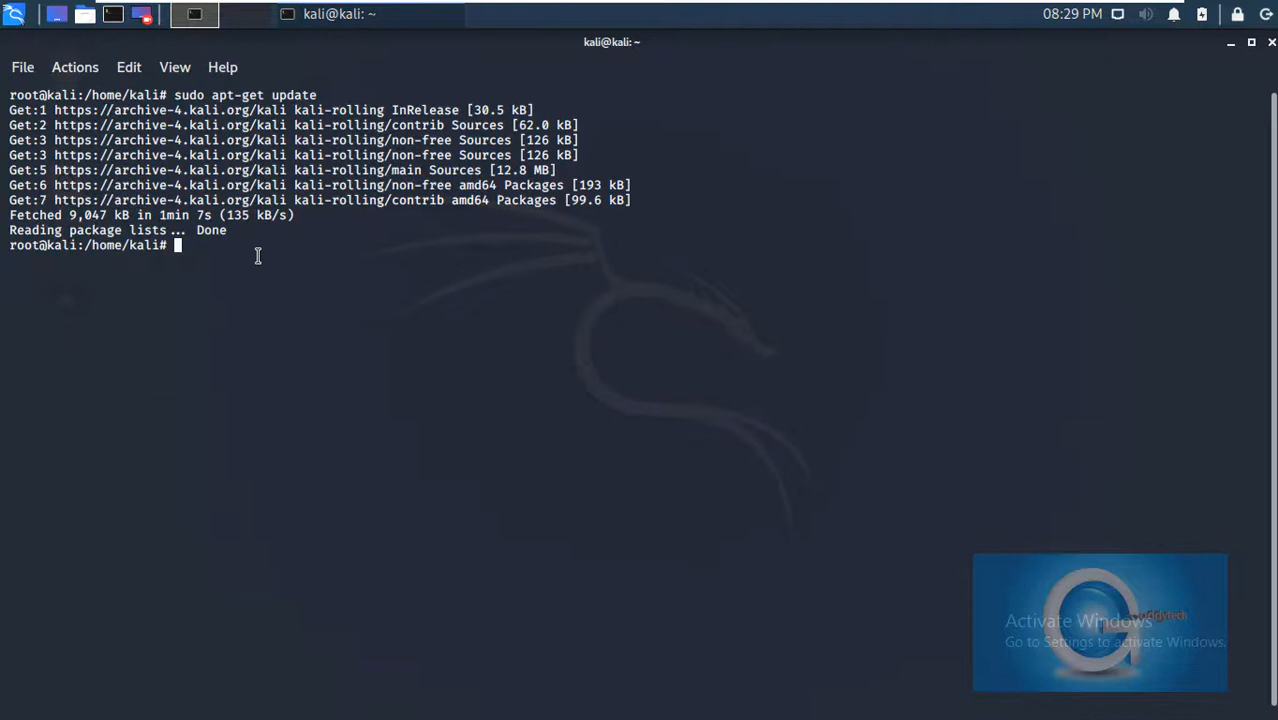 kali@kali: ~
08:29 PM
kali@kali: ~
File Actions Edit View Help
root@kali:/home/kali# sudo apt-get update
Get:1 https://archive-4.kali.org/kali kali-rolling InRelease [30.5 kB]
Get:2 https://archive-4.kali.org/kali kali-rolling/contrib Sources [62.0 kB]
Get:3 https://archive-4.kali.org/kali kali-rolling/non-free Sources [126 kB]
Get:3 https://archive-4.kali.org/kali kali-rolling/non-free Sources [126 kB]
Get:5 https://archive-4.kali.org/kali kali-rolling/main Sources [12.8 MB]
Get:6 https://archive-4.kali.org/kali kali-rolling/non-free amd64 Packages [193 kB]
Get:7 https://archive-4.kali.org/kali kali-rolling/contrib amd64 Packages [99.6 kB]
Fetched 9,047 kB in 1min 7s (135 kB/s)
Reading package lists... Done
root@kali:/home/kali#
Activate Windows
Go to Settings to activate Windows.